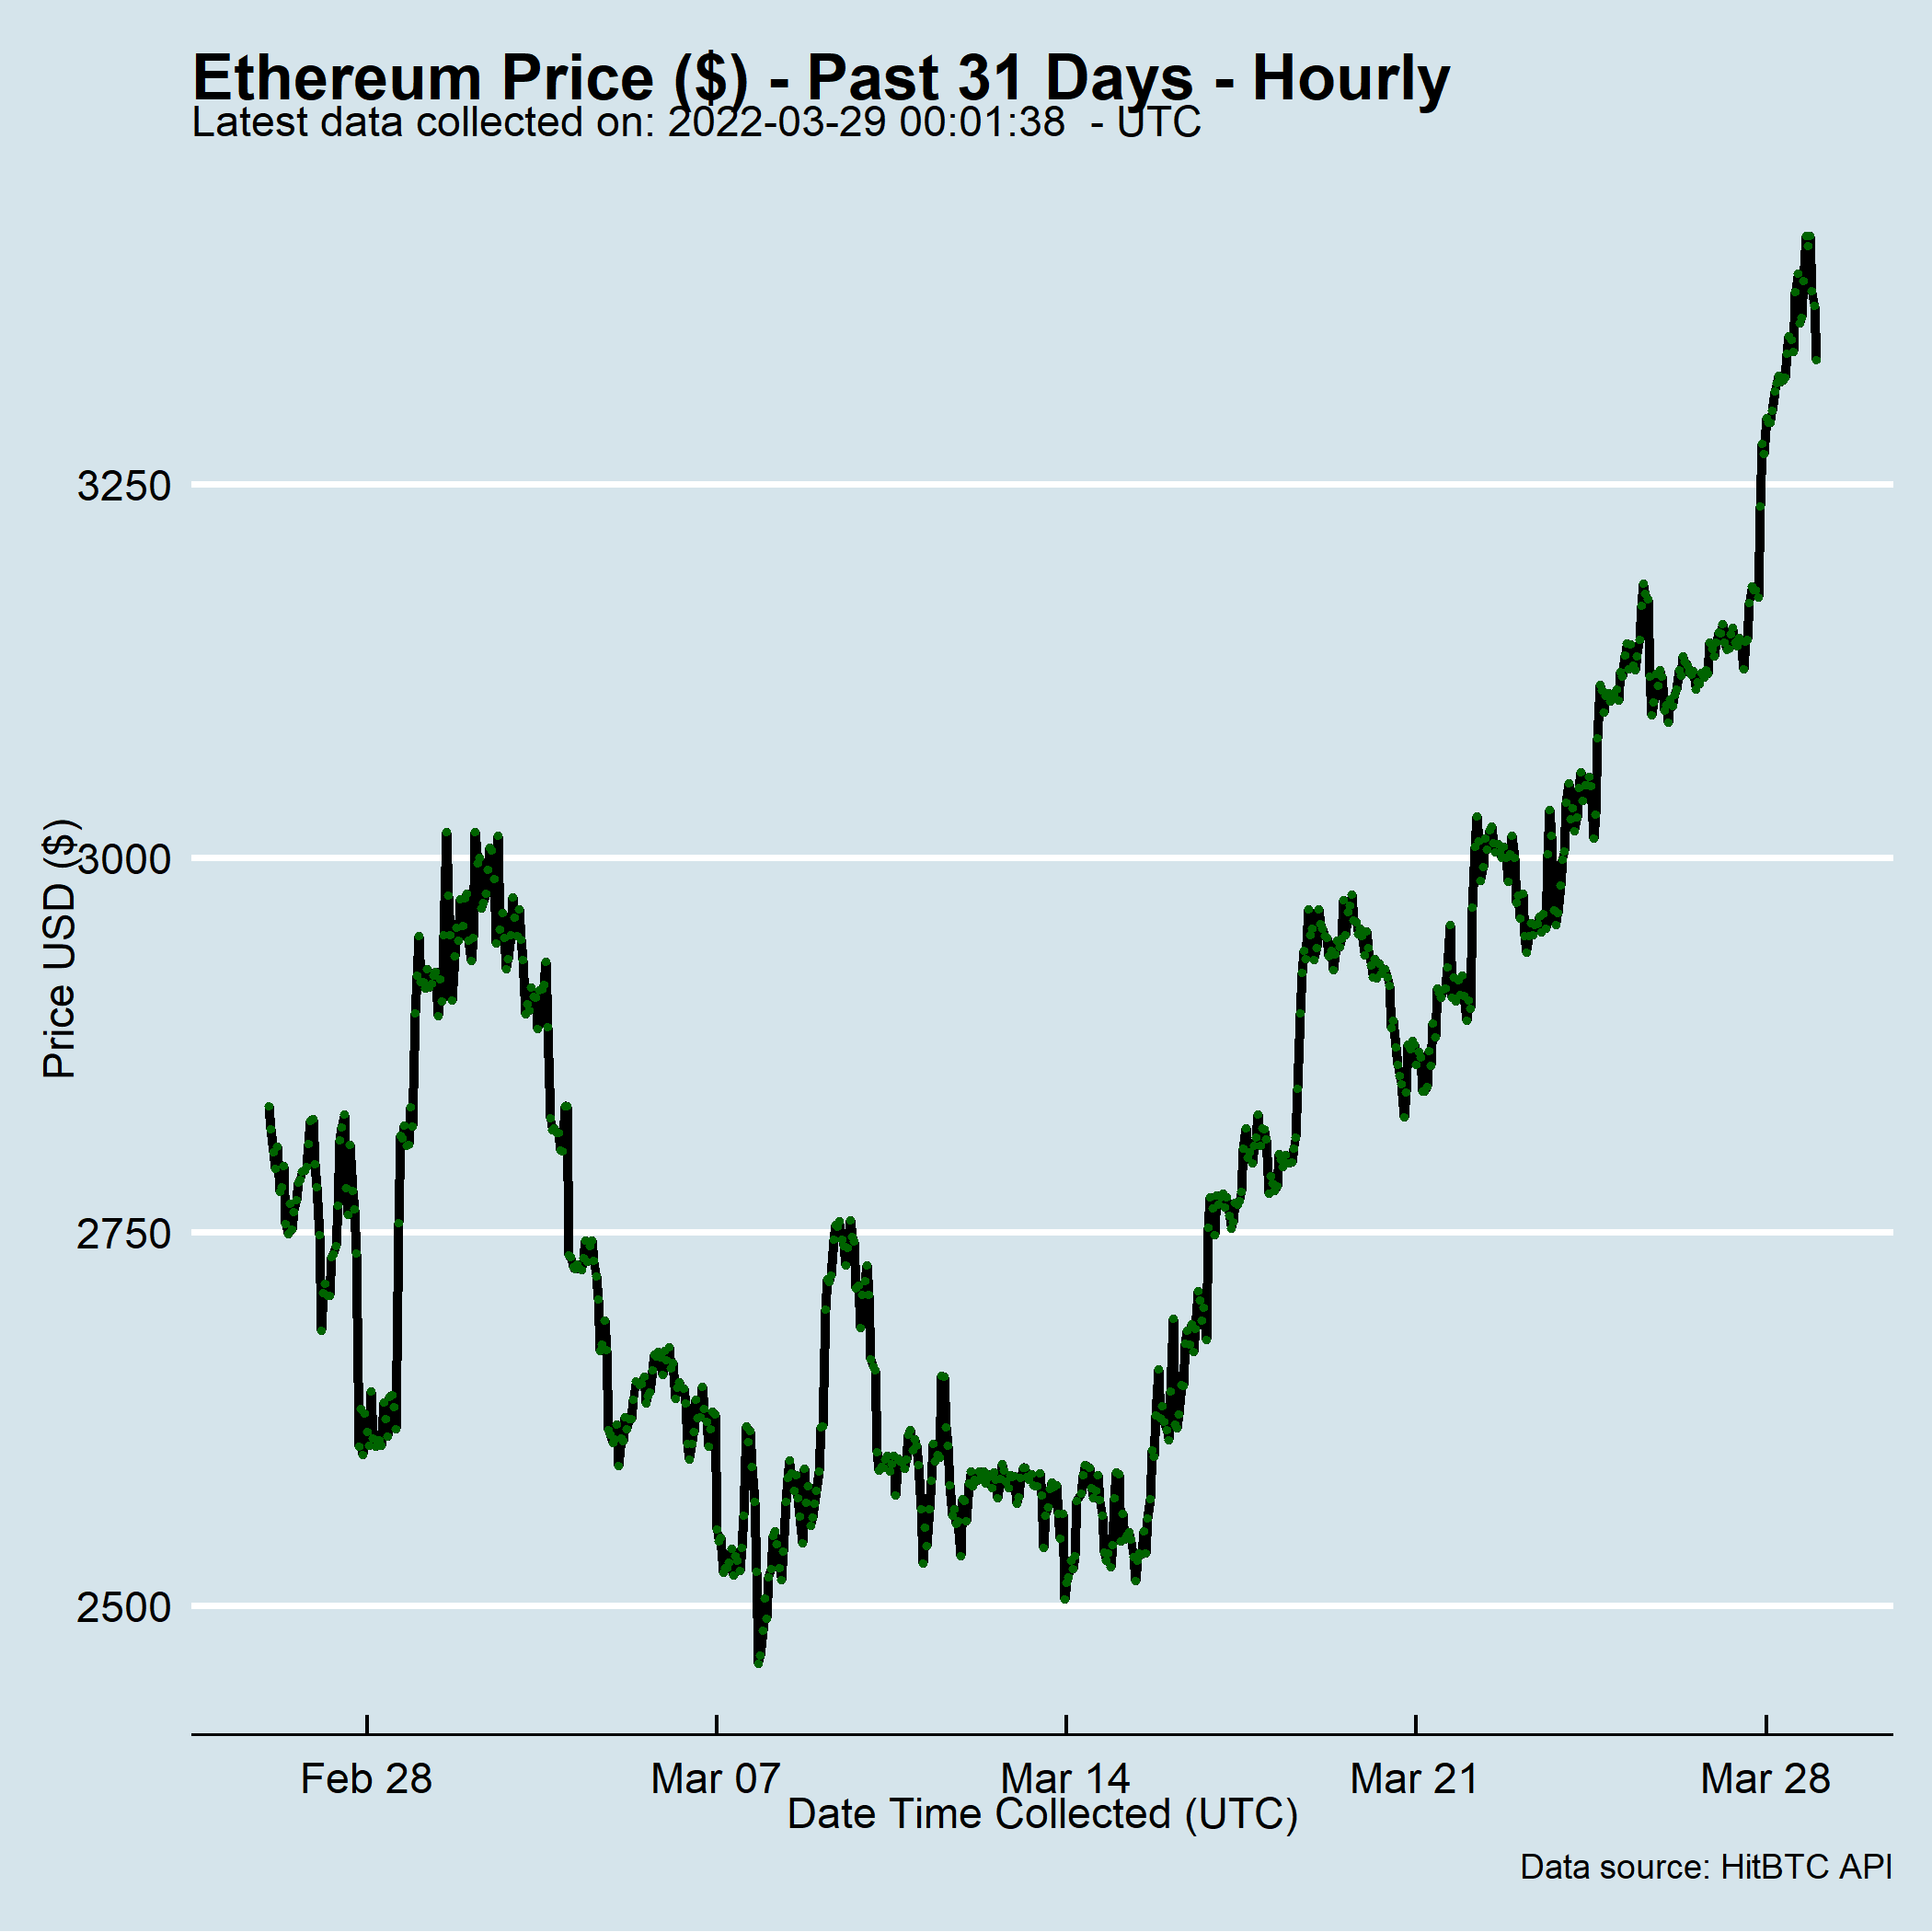 Ethereum Price ($) - Past 31 Days - Hourly
Latest data collected on: 2022-03-29 00:01:38  - UTC
Price USD ($)
3250
3000
2750
2500
Feb 28 Mar 07 Mar 14 Mar 21 Mar 28
Date Time Collected (UTC)
Data source: HitBTC API